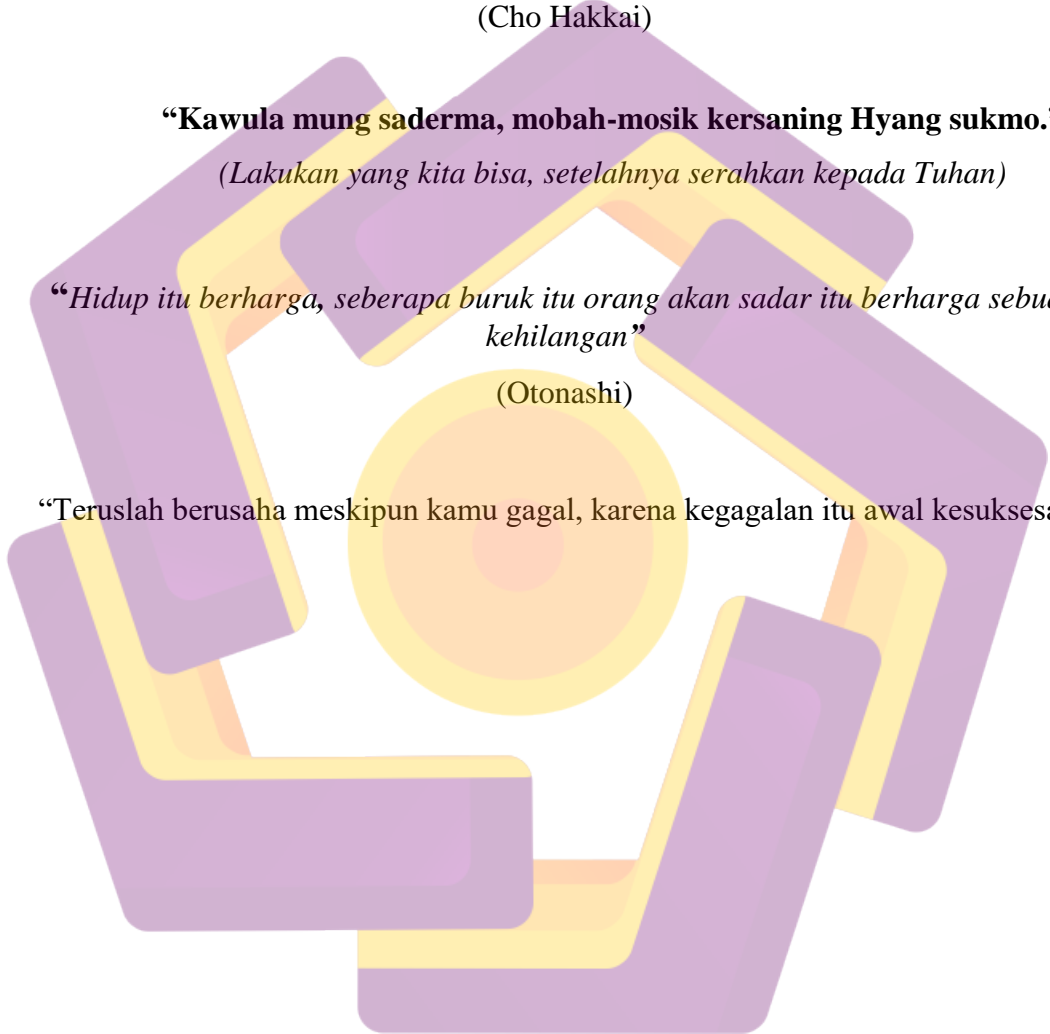 (Cho Hakkai)
“Kawula mung saderma, mobah-mosik kersaning Hyang sukmo.
(Lakukan yang kita bisa, setelahnya serahkan kepada Tuhan)
“Hidup itu berharga, seberapa buruk itu orang akan sadar itu berharga
kehilangan”
(Otonashi)
“Teruslah berusaha meskipun kamu gagal, karena kegagalan itu awal